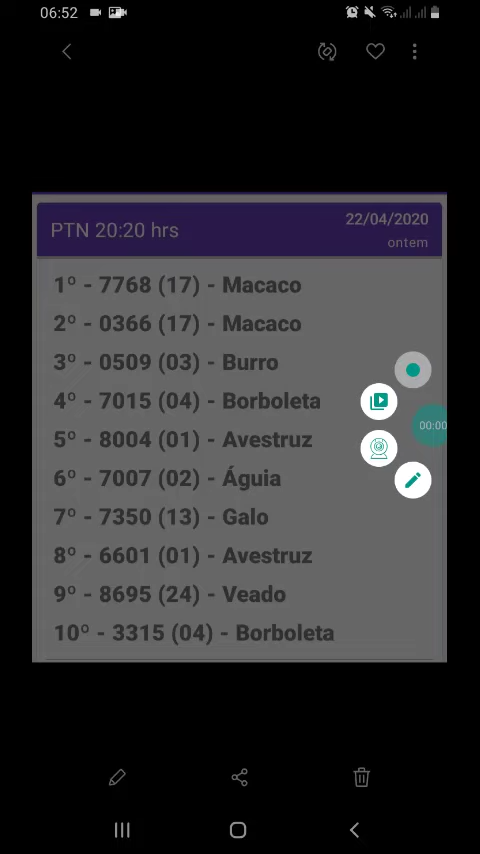 06:52
PTN 20:20 hrs
22/04/2020
ontem
1º - 7768 (17) - Macaco
2º - 0366 (17) - Macaco
3º - 0509 (03) - Burro
4º - 7015 (04) - Borboleta
5º - 8004 (01) - Avestruz
6º - 7007 (02) - Águia
7º - 7350 (13) - Galo
8º - 6601 (01) - Avestruz
9º - 8695 (24) - Veado
10º - 3315 (04) - Borboleta
00:00